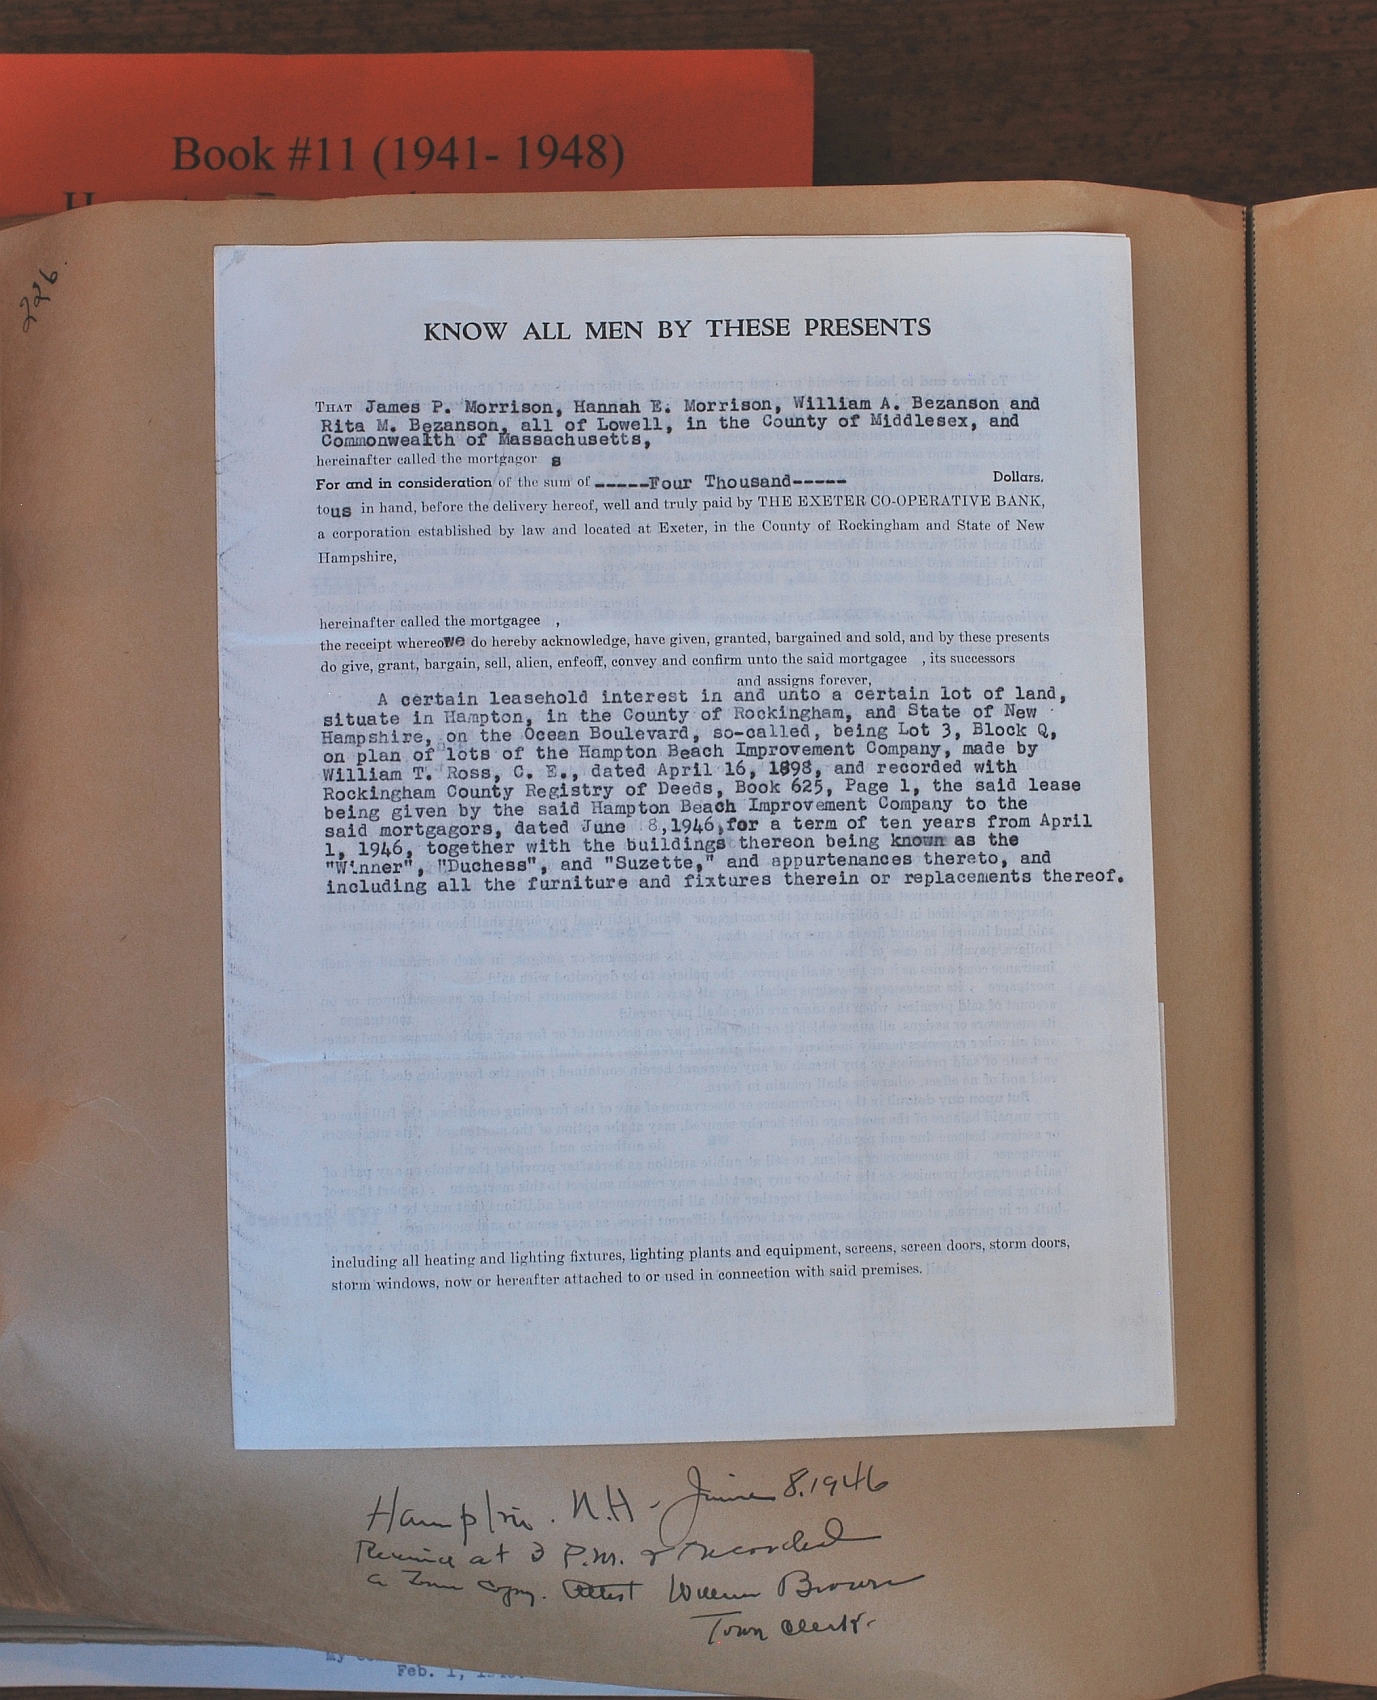 Book #11 (1941- 1948)
226.
KNOW ALL MEN BY THESE PRESENTS
THAT James P. Morrison, Hannah E. Morrison, William A. Bezanson and
Rita M. Bezanson, all of Lowell, in the County of Middlesex, and
Commonwealth of Massachusetts,
hereinafter called the mortgagor s
For and in consideration of the sum of -----Four Thousand----- Dollars,
to us in hand, before the delivery hereof, well and truly paid by THE EXETER CO-OPERATIVE BANK,
a corporation established by law and located at Exeter, in the County of Rockingham and State of New
Hampshire,
hereinafter called the mortgagee ,
the receipt whereo we do hereby acknowledge, have given, granted, bargained and sold, and by these presents
do give, grant, bargain, sell, alien, enfeoff, convey and confirm unto the said mortgagee , its successors
and assigns forever,
A certain leasehold interest in and unto a certain lot of land,
situate in Hampton, in the County of Rockingham, and State of New
Hampshire, on the Ocean Boulevard, so-called, being Lot 3, Block Q,
on plan of lots of the Hampton Beach Improvement Company, made by
William T. Ross, C. E., dated April 16, 1898, and recorded with
Rockingham County Registry of Deeds, Book 625, Page 1, the said lease
being given by the said Hampton Beach Improvement Company to the
said mortgagors, dated June 8,1946,for a term of ten years from April
1, 1946, together with the buildings thereon being known as the
"Winner", "Duchess", and "Suzette," and appurtenances thereto, and
including all the furniture and fixtures therein or replacements thereof.
including all heating and lighting fixtures, lighting plants and equipment, screens, screen doors, storm doors,
storm windows, now or hereafter attached to or used in connection with said premises.
Hampton. N.H - June 8. 1946
Received at 3 P.M. & recorded
a True copy. Attest William Brown
Town Clerk.
Feb. 1,